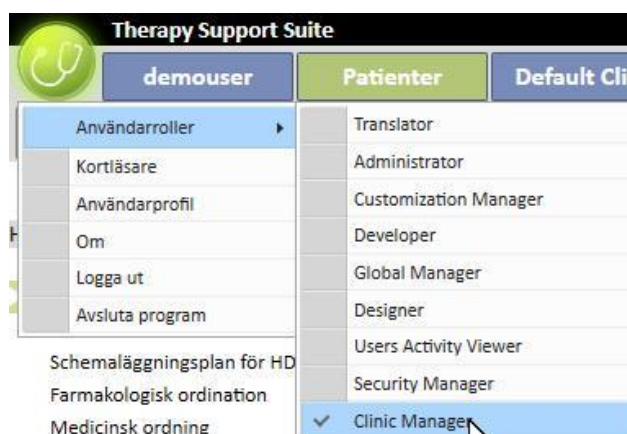 Therapy Support Suite
demouser Patienter Default Cli
Användarroller
Kortläsare
Användarprofil
Om
Logga ut
Avsluta program
Translator
Administrator
Customization Manager
Developer
Global Manager
Designer
Users Activity Viewer
Security Manager
Clinic Manager
H
Schemaläggningsplan för HD
Farmakologisk ordination
Medicinsk ordning